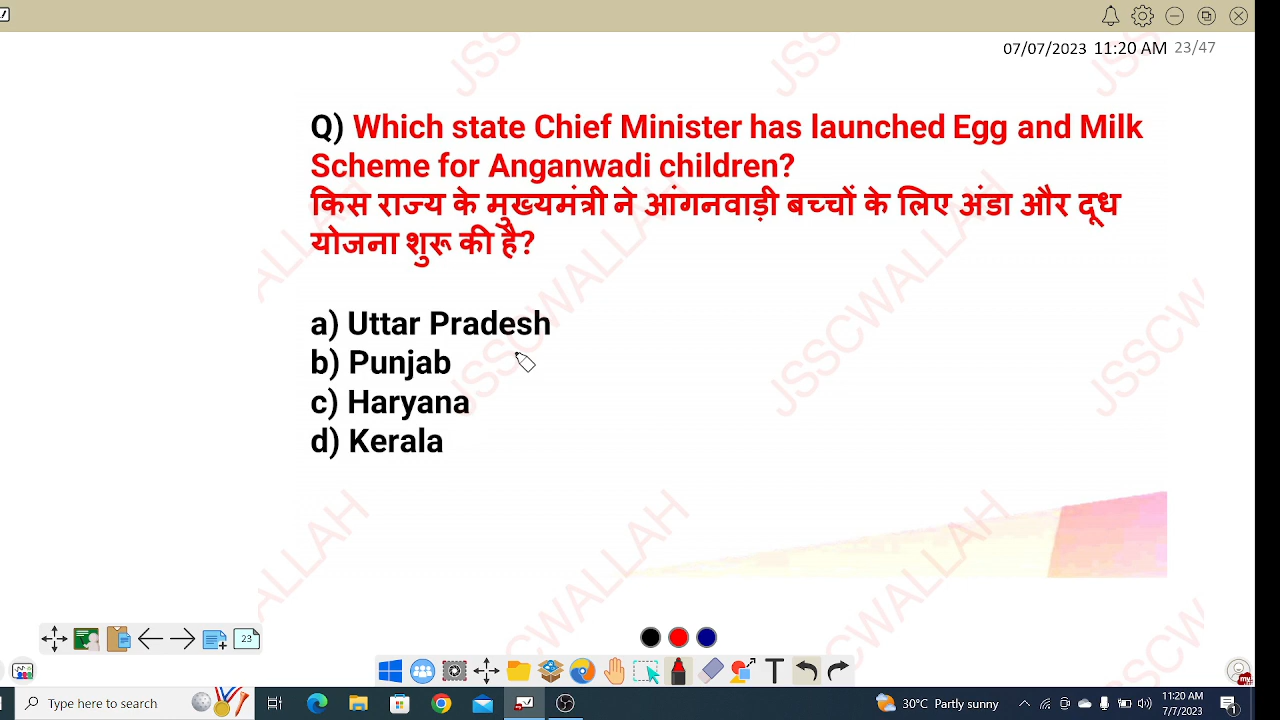 07/07/2023 11:20 AM 23/47
Q) Which state Chief Minister has launched Egg and Milk
Scheme for Anganwadi children?
किस राज्य के मुख्यमंत्री ने आंगनवाड़ी बच्चों के लिए अंडा और दूध
योजना शुरू की है?
a) Uttar Pradesh
b) Punjab
c) Haryana
d) Kerala
JSSCWALLAH
23
T
Type here to search
30°C Partly sunny
11:20 AM
7/7/2023